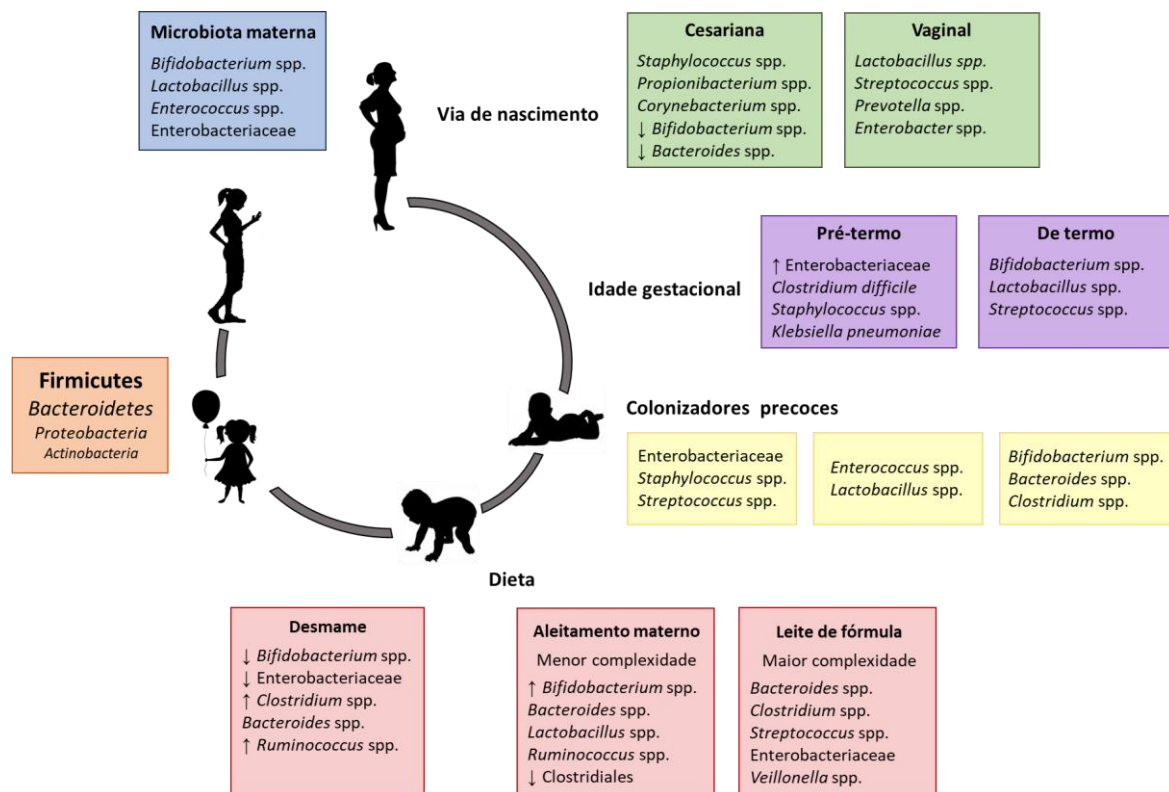 Microbiota materna
Bifidobacterium spp.
Lactobacillus spp.
Enterococcus spp.
Enterobacteriaceae
Via de nascimento
Cesariana
Staphylococcus spp.
Propionibacterium spp.
Corynebacterium spp.
↓ Bifidobacterium spp.
↓ Bacteroides spp.
Vaginal
Lactobacillus spp.
Streptococcus spp.
Prevotella spp.
Enterobacter spp.
Idade gestacional
Pré-termo
↑ Enterobacteriaceae
Clostridium difficile
Staphylococcus spp.
Klebsiella pneumoniae
De termo
Bifidobacterium spp.
Lactobacillus spp.
Streptococcus spp.
Firmicutes
Bacteroidetes
Proteobacteria
Actinobacteria
Colonizadores precoces
Enterobacteriaceae
Staphylococcus spp.
Streptococcus spp.
Enterococcus spp.
Lactobacillus spp.
Bifidobacterium spp.
Bacteroides spp.
Clostridium spp.
Dieta
Desmame
↓ Bifidobacterium spp.
↓ Enterobacteriaceae
↑ Clostridium spp.
Bacteroides spp.
↑ Ruminococcus spp.
Aleitamento materno
Menor complexidade
↑ Bifidobacterium spp.
Bacteroides spp.
Lactobacillus spp.
Ruminococcus spp.
↓ Clostridiales
Leite de fórmula
Maior complexidade
Bacteroides spp.
Clostridium spp.
Streptococcus spp.
Enterobacteriaceae
Veillonella spp.